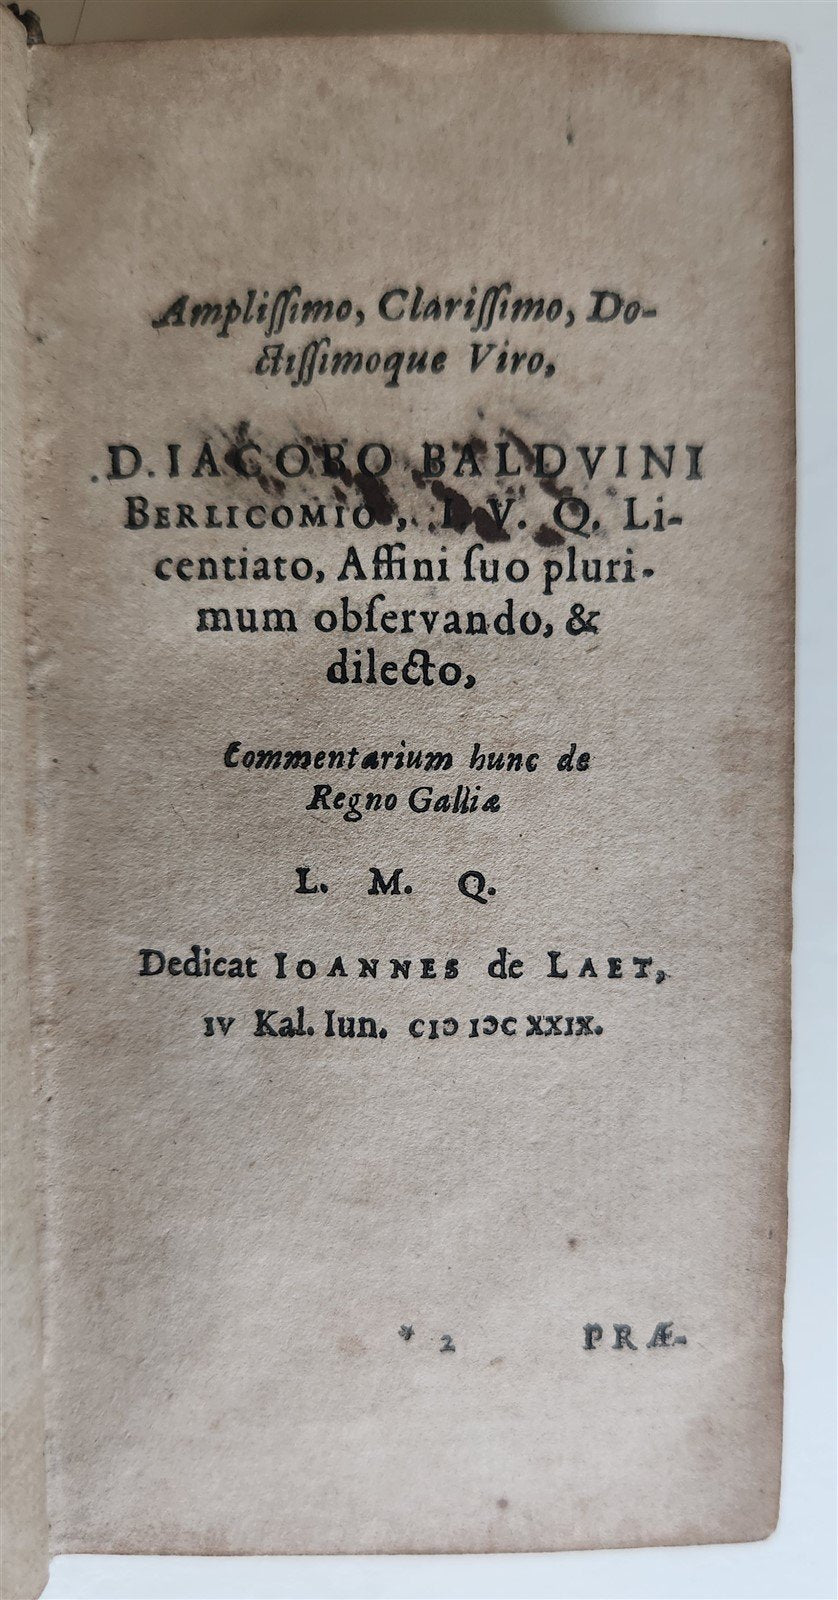 Ampliſſimo, Clariſſimo, Do-
ctiſſimoque Viro,
D. IACOBO BALDVINI
BERLICOMIO, I. V. Q. Li-
centiato, Affini ſuo pluri-
mum obſervando, &
dilecto,
Commentarium hunc de
Regno Galliæ
L. M. Q.
Dedicat IOANNES de LAET,
IV Kal. Iun. CIↃ IↃC XXIX.
* 2 PRÆ-